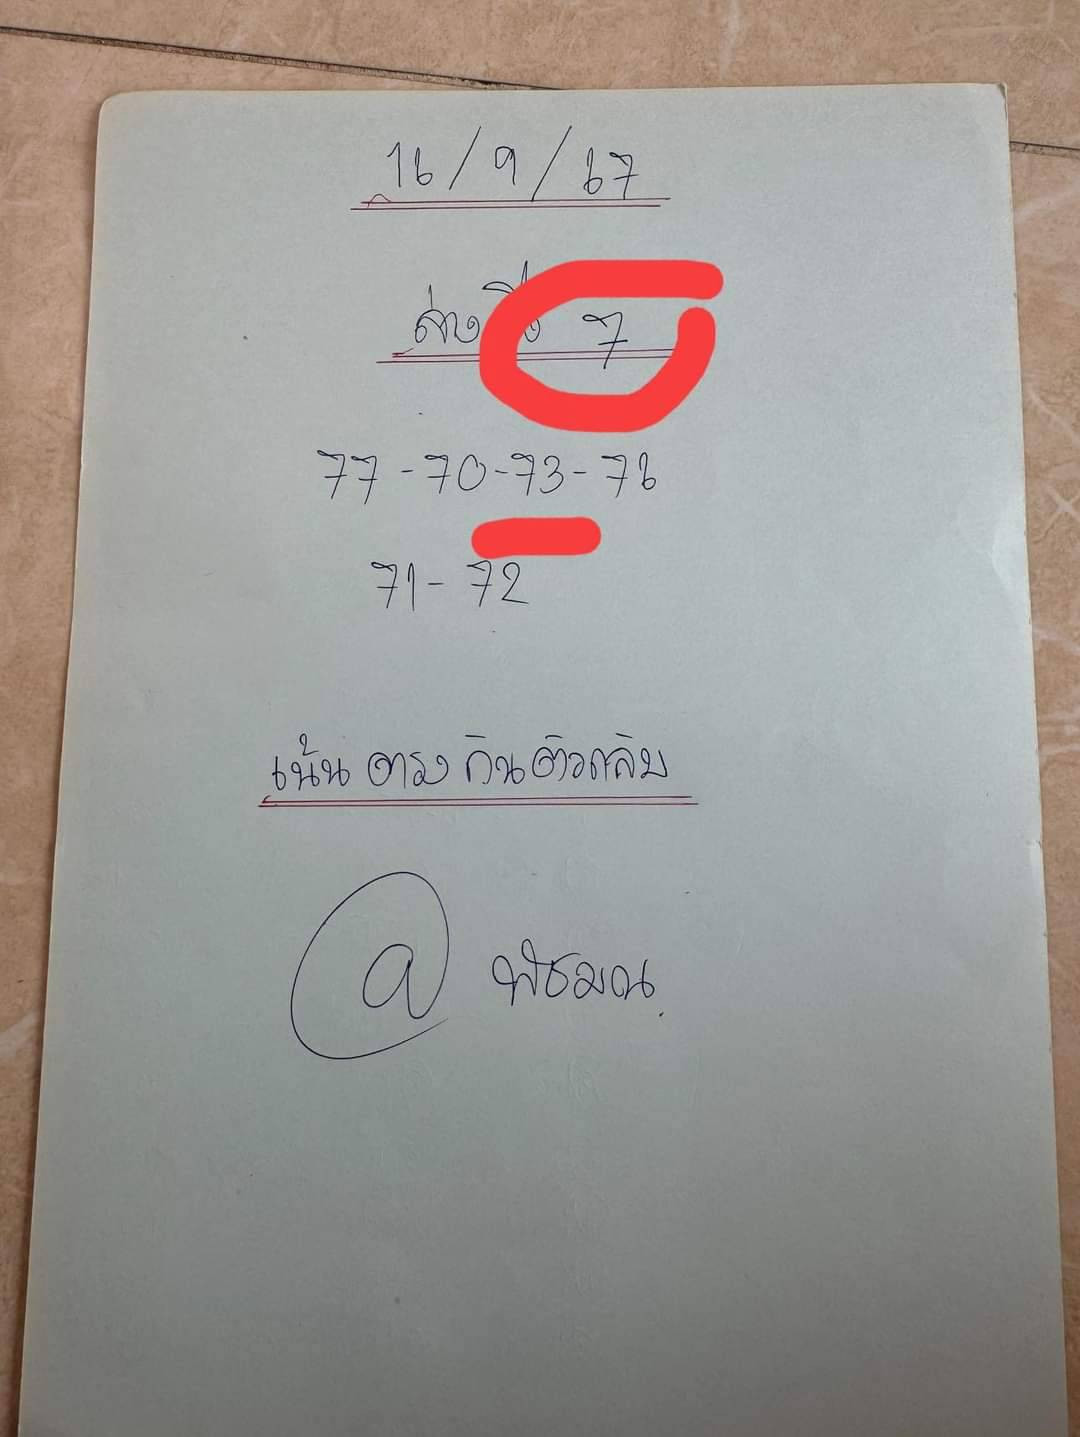 16/9/67
ล่าง 7
77-70-73-76
71-72
เน้น ตรง กิน ตัวกลับ
@ พัชมณ